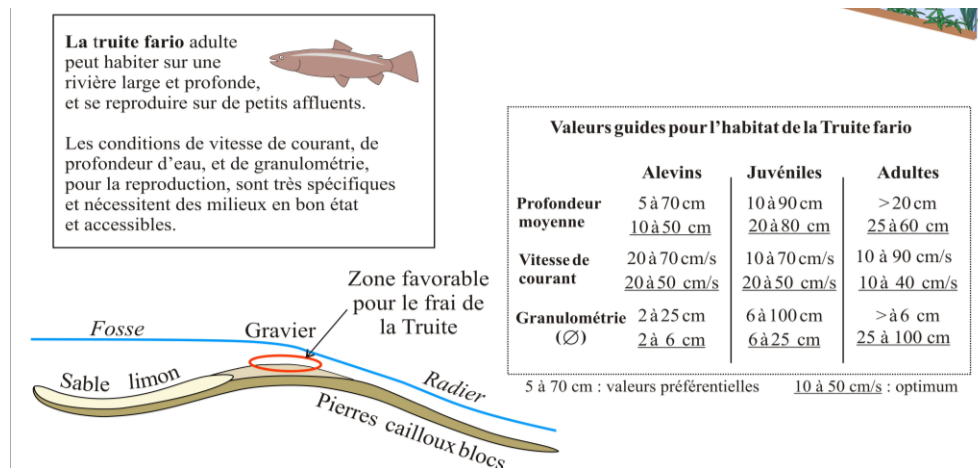 La truite fario adulte
peut habiter sur une
rivière large et profonde,
et se reproduire sur de petits affluents.
Les conditions de vitesse de courant, de
profondeur d'eau, et de granulométrie,
pour la reproduction, sont très spécifiques
et nécessitent des milieux en bon état
et accessibles.
Zone favorable
pour le frai de
la Truite
Fosse
Gravier
Sable limon
Radier
Pierres cailloux blocs
Valeurs guides pour l'habitat de la Truite fario
Alevins Juvéniles Adultes
Profondeur 5 à 70 cm 10 à 90 cm >20 cm
moyenne 10 à 50 cm 20 à 80 cm 25 à 60 cm
Vitesse de 20 à 70 cm/s 10 à 70 cm/s 10 à 90 cm/s
courant 20 à 50 cm/s 20 à 50 cm/s 10 à 40 cm/s
Granulométrie 2 à 25 cm 6 à 100 cm >à 6 cm
(∅) 2 à 6 cm 6 à 25 cm 25 à 100 cm
5 à 70 cm : valeurs préférentielles 10 à 50 cm/s : optimum